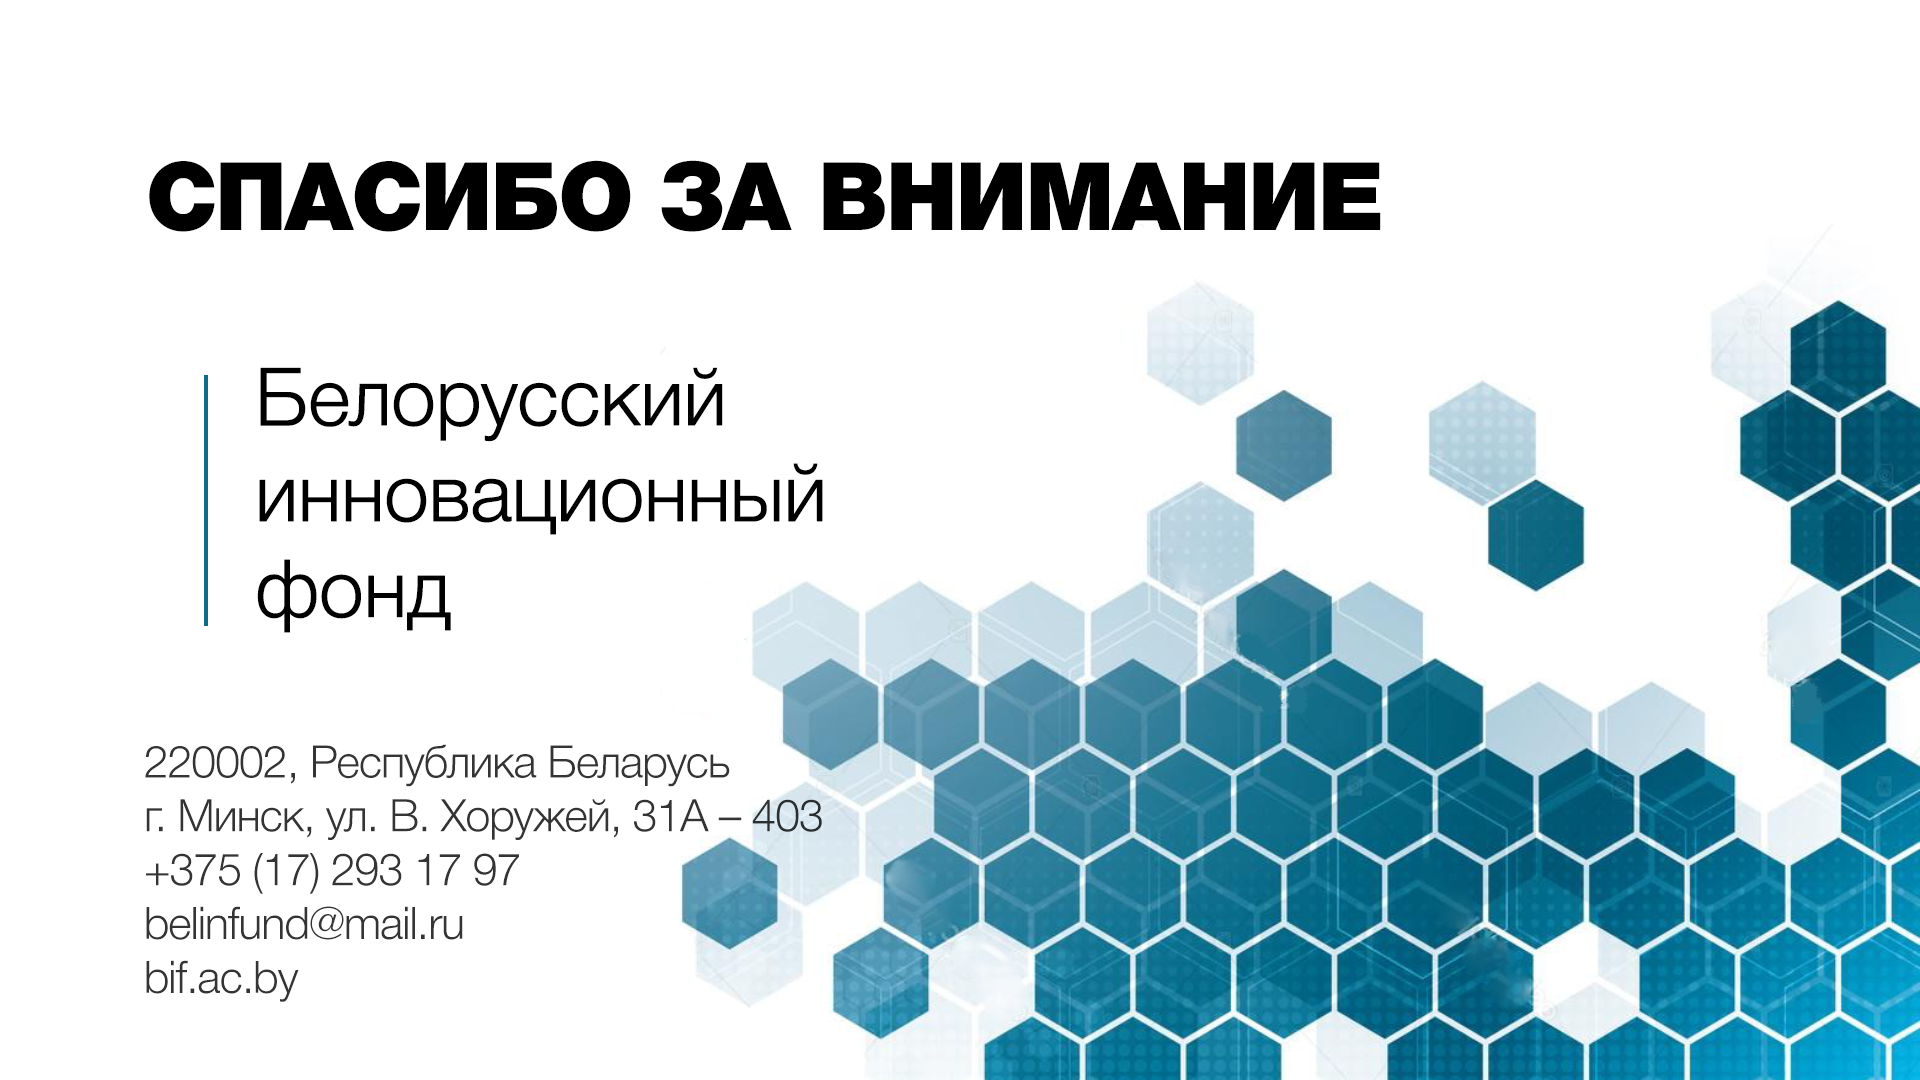 СПАСИБО ЗА ВНИМАНИЕ
Белорусский
инновационный
фонд
220002, Республика Беларусь
г. Минск, ул. В. Хоружей, 31А – 403
+375 (17) 293 17 97
belinfund@mail.ru
bif.ac.by